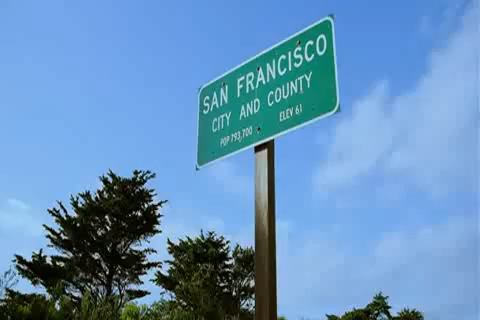 SAN FRANCISCO
CITY AND COUNTY
POP 793,700 ELEV 61